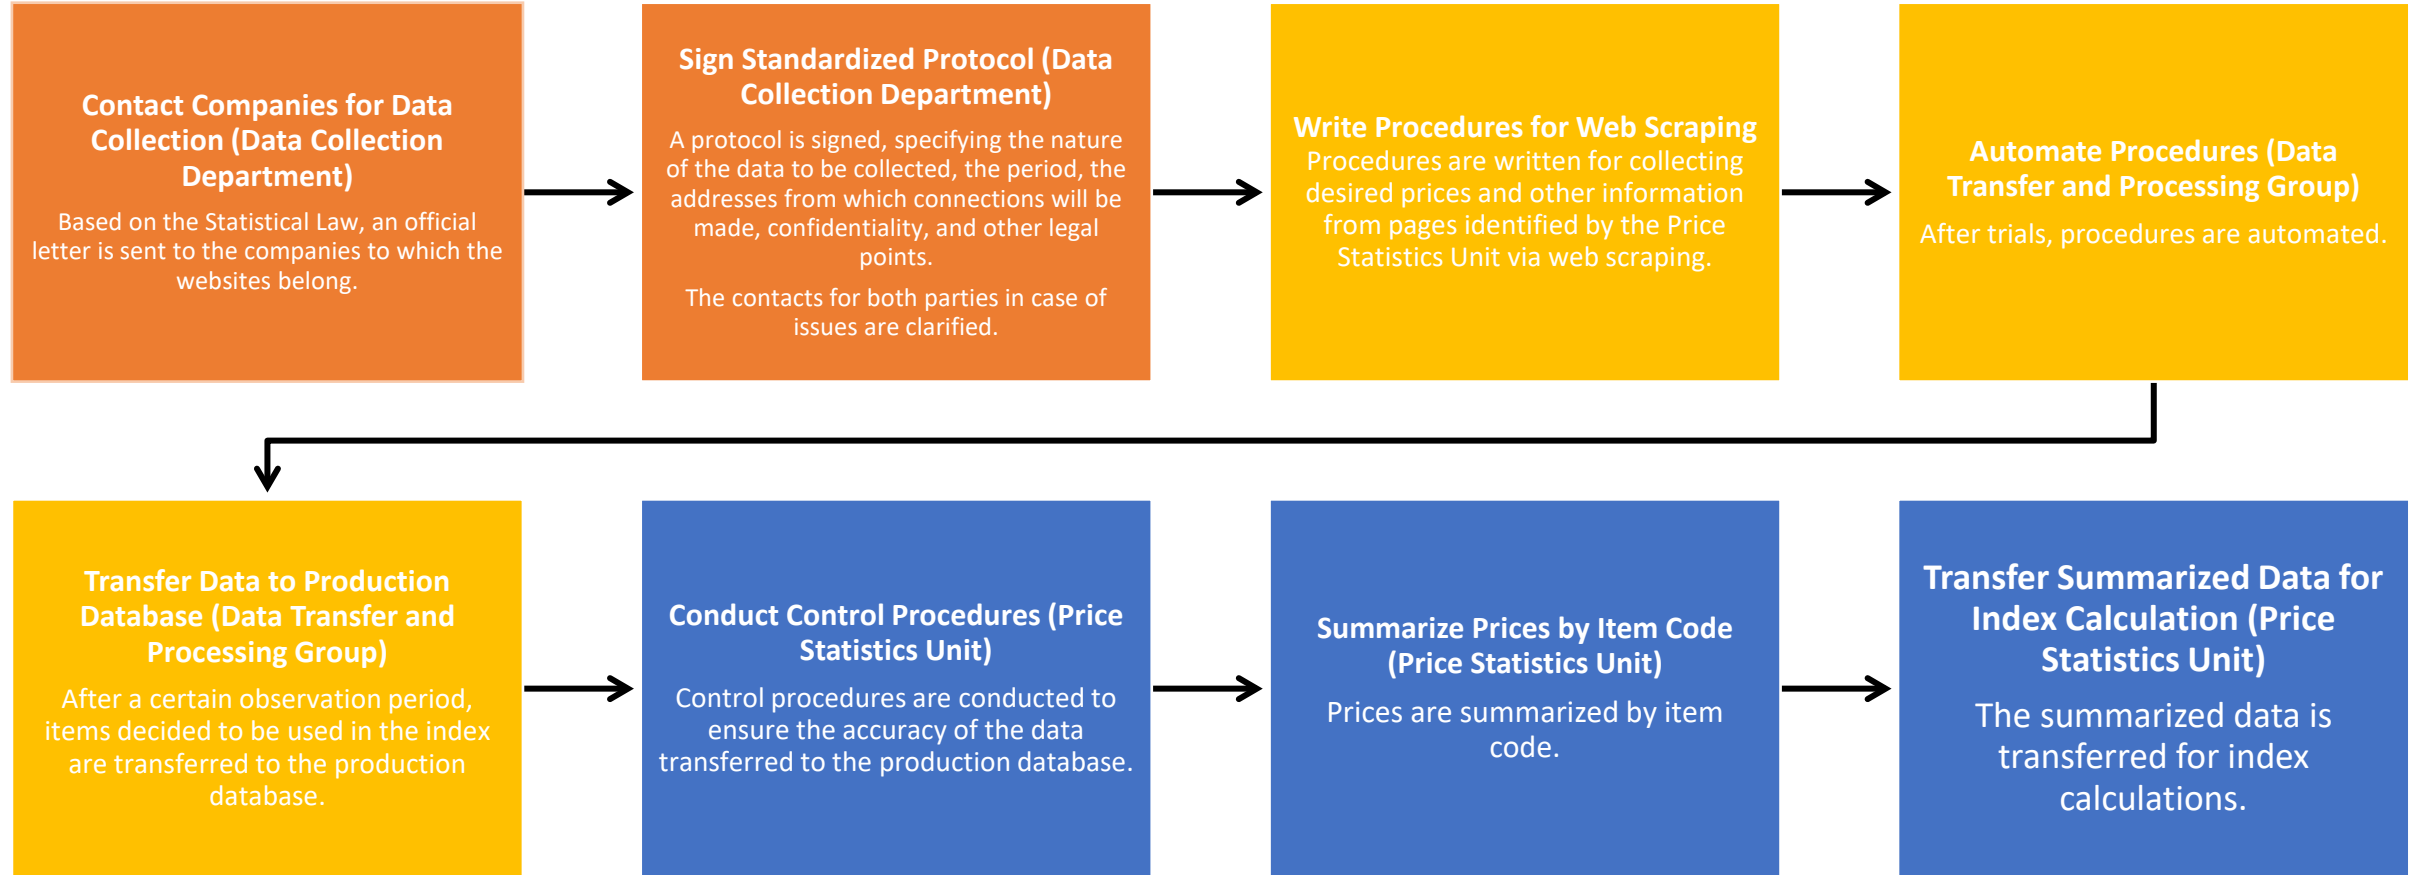 Contact Companies for Data
Collection (Data Collection
Department)
Based on the Statistical Law, an official
letter is sent to the companies to which the
websites belong.
Sign Standardized Protocol (Data
Collection Department)
A protocol is signed, specifying the nature
of the data to be collected, the period, the
addresses from which connections will be
made, confidentiality, and other legal
points.
The contacts for both parties in case of
issues are clarified.
Write Procedures for Web Scraping
Procedures are written for collecting
desired prices and other information
from pages identified by the Price
Statistics Unit via web scraping.
Automate Procedures (Data
Transfer and Processing Group)
After trials, procedures are automated.
Transfer Data to Production
Database (Data Transfer and
Processing Group)
After a certain observation period,
items decided to be used in the index
are transferred to the production
database.
Conduct Control Procedures (Price
Statistics Unit)
Control procedures are conducted to
ensure the accuracy of the data
transferred to the production database.
Summarize Prices by Item Code
(Price Statistics Unit)
Prices are summarized by item
code.
Transfer Summarized Data for
Index Calculation (Price
Statistics Unit)
The summarized data is
transferred for index
calculations.